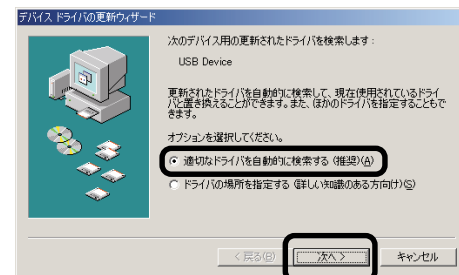 デバイス ドライバの更新ウィザード
次のデバイス用の更新されたドライバを検索します :
USB Device
更新されたドライバを自動的に検索して、現在使用されているドライ
バと置き換えることができます。また、ほかのドライバを指定することもで
きます。
オプションを選択してください。
適切なドライバを自動的に検索する (推奨)(A)
ドライバの場所を指定する (詳しい知識のある方向け)(S)
< 戻る(B)
次へ >
キャンセル